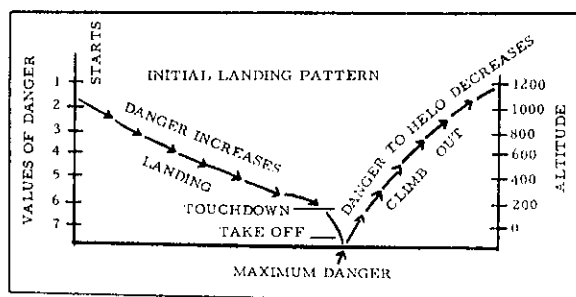 STARTS
INITIAL LANDING PATTERN
VALUES OF DANGER
1
2
3
4
5
6
7
DANGER INCREASES
LANDING
TOUCHDOWN
TAKE OFF
MAXIMUM DANGER
DANGER TO HELO DECREASES
CLIMB OUT
1200
1000
800
600
400
200
0
ALTITUDE